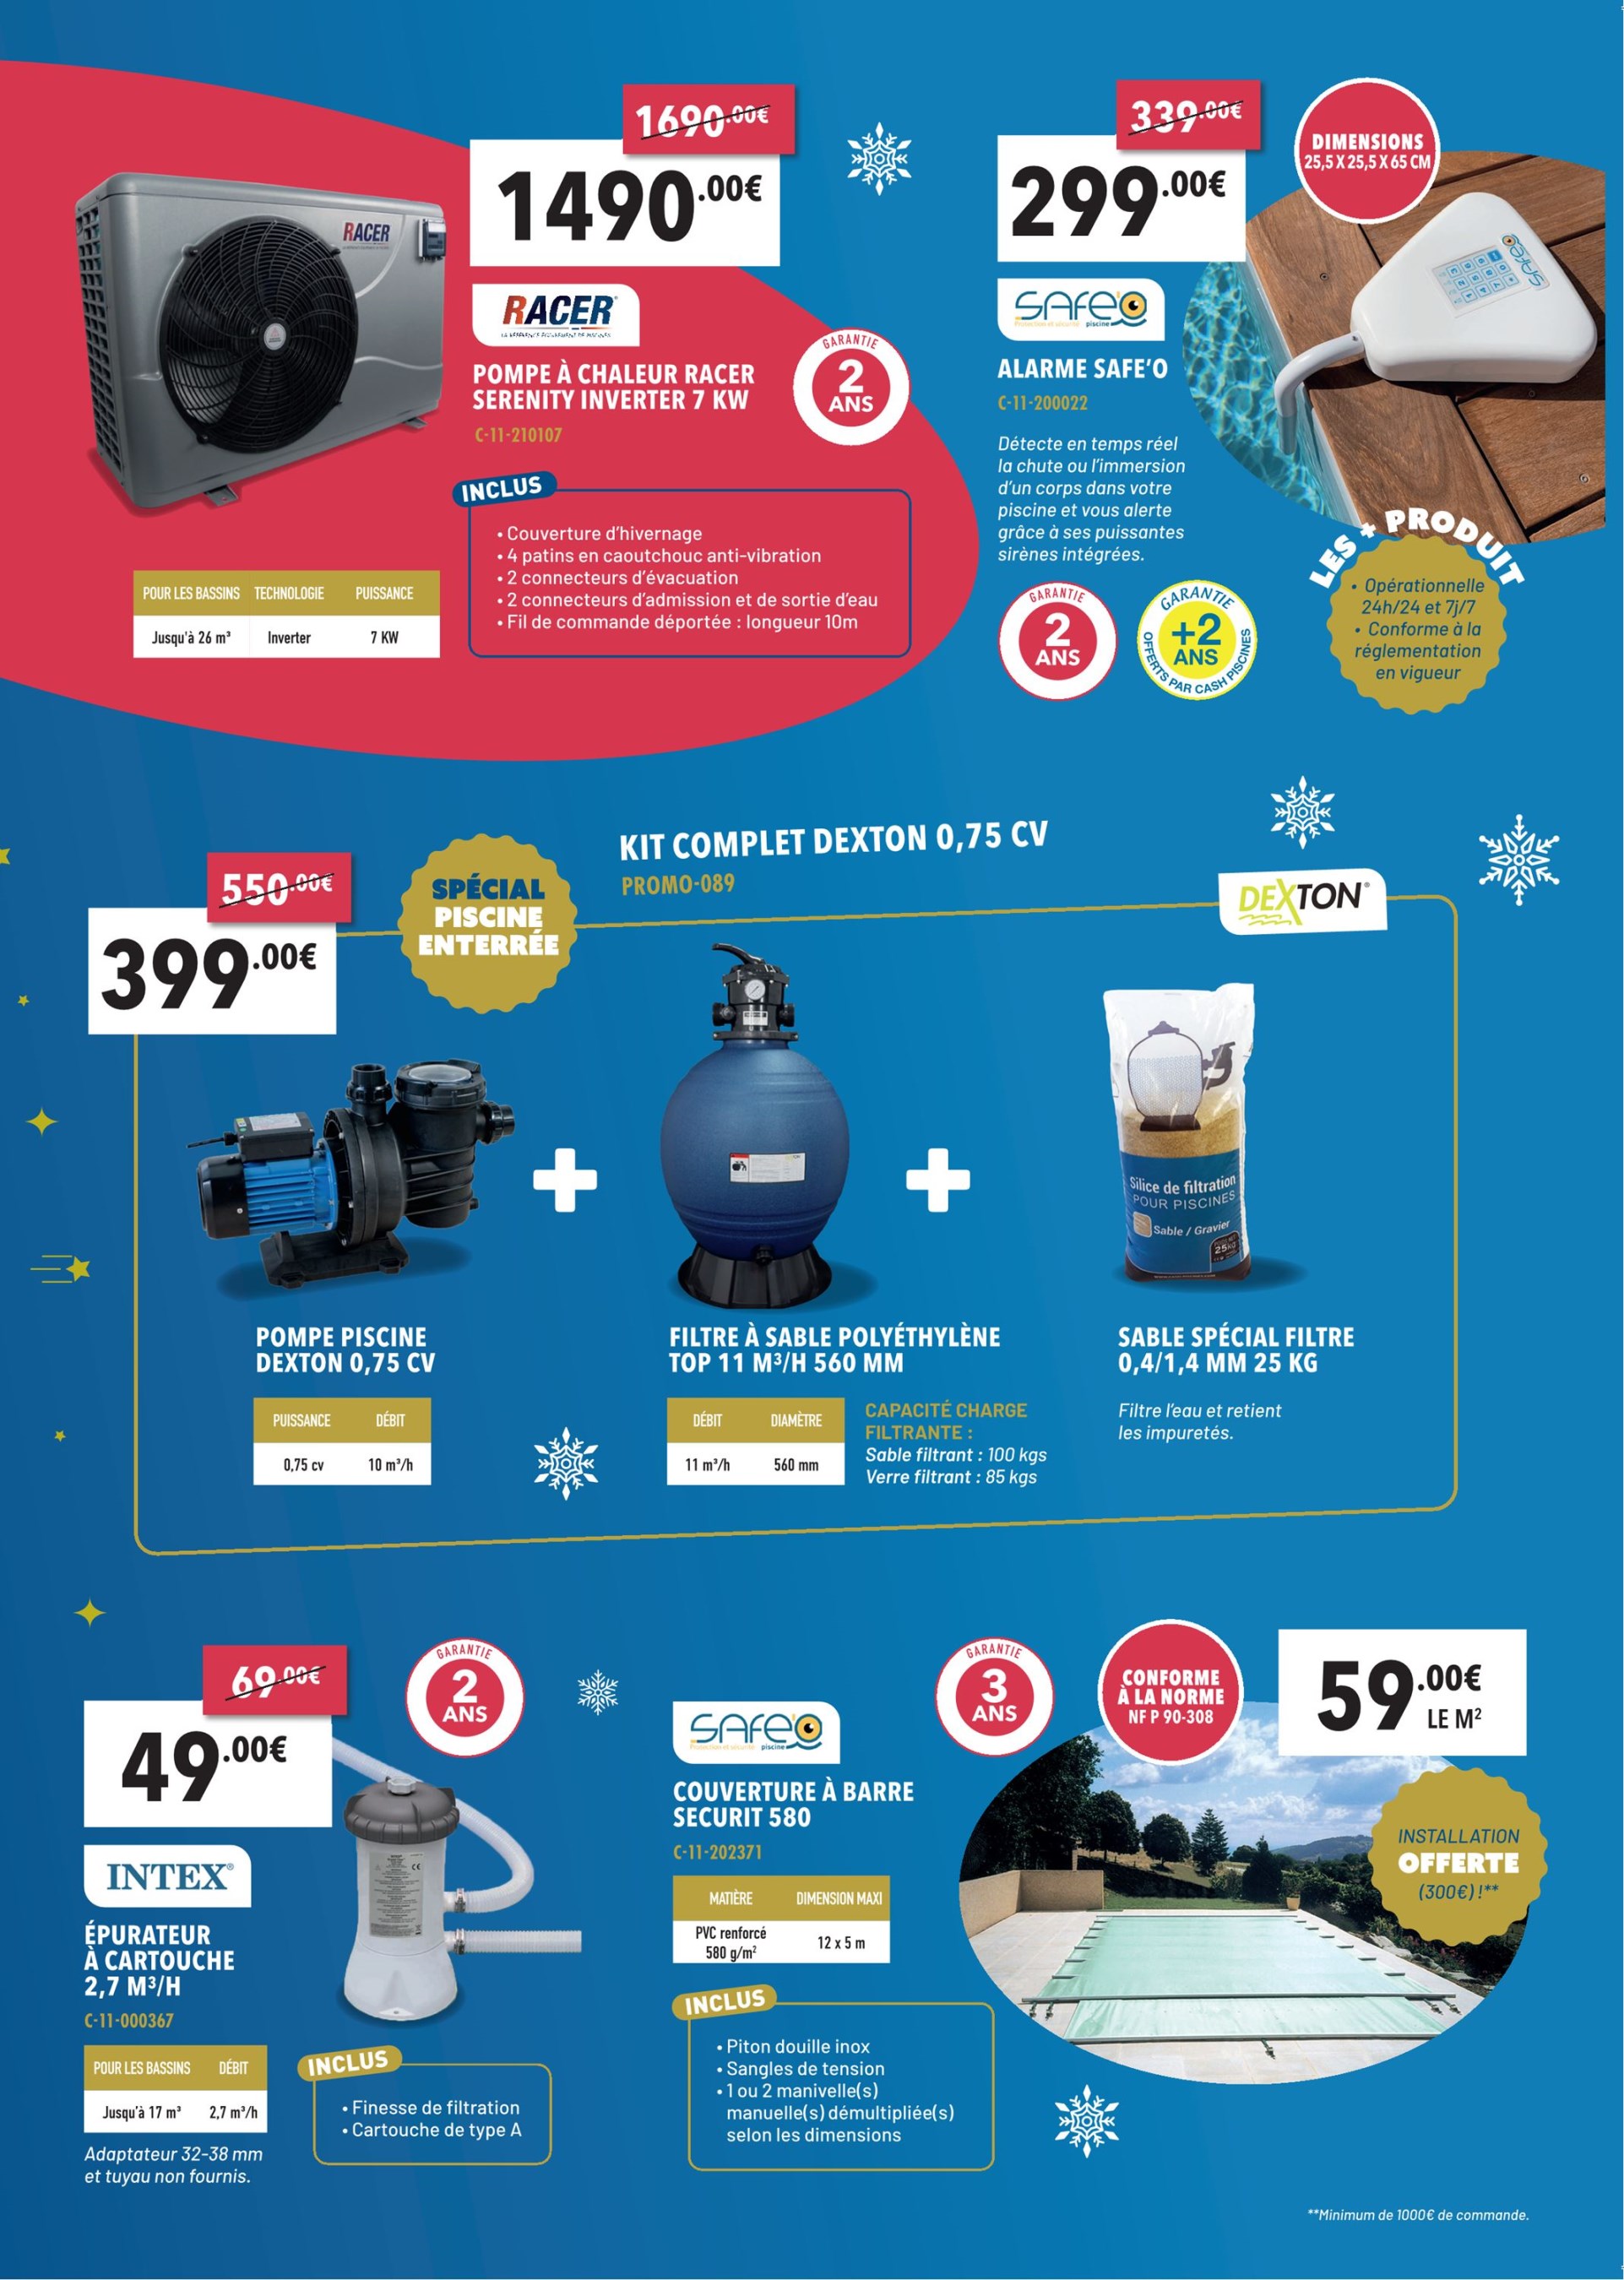 1690.00€
1490.00€
RACER
RACER
POMPE À CHALEUR RACER
SERENITY INVERTER 7 KW
C-11-210107
GARANTIE
2
ANS
INCLUS
• Couverture d'hivernage
• 4 patins en caoutchouc anti-vibration
• 2 connecteurs d'évacuation
• 2 connecteurs d'admission et de sortie d'eau
• Fil de commande déportée : longueur 10m
POUR LES BASSINS TECHNOLOGIE PUISSANCE
Jusqu'à 26 m³ Inverter 7 KW
339.00€
299.00€
DIMENSIONS
25,5 X 25,5 X 65 CM
SAFE'O
Protection et sécurité piscine
SAFE'O
ALARME SAFE'O
C-11-200022
Détecte en temps réel
la chute ou l'immersion
d'un corps dans votre
piscine et vous alerte
grâce à ses puissantes
sirènes intégrées.
GARANTIE
2
ANS
GARANTIE
+2
ANS
OFFERTS PAR CASH PISCINES
LES + PRODUIT
• Opérationnelle
24h/24 et 7j/7
• Conforme à la
réglementation
en vigueur
KIT COMPLET DEXTON 0,75 CV
PROMO-089
550.00€
399.00€
SPÉCIAL
PISCINE
ENTERRÉE
DEXTON®
Silice de filtration
POUR PISCINES
Sable / Gravier
25KG
POMPE PISCINE
DEXTON 0,75 CV
PUISSANCE DÉBIT
0,75 cv 10 m³/h
FILTRE À SABLE POLYÉTHYLÈNE
TOP 11 M³/H 560 MM
DÉBIT DIAMÈTRE
11 m³/h 560 mm
CAPACITÉ CHARGE
FILTRANTE :
Sable filtrant : 100 kgs
Verre filtrant : 85 kgs
SABLE SPÉCIAL FILTRE
0,4/1,4 MM 25 KG
Filtre l'eau et retient
les impuretés.
69.00€
49.00€
GARANTIE
2
ANS
INTEX®
ÉPURATEUR
À CARTOUCHE
2,7 M³/H
C-11-000367
POUR LES BASSINS DÉBIT
Jusqu'à 17 m³ 2,7 m³/h
Adaptateur 32-38 mm
et tuyau non fournis.
INCLUS
• Finesse de filtration
• Cartouche de type A
SAFE'O
Protection et sécurité piscine
COUVERTURE À BARRE
SECURIT 580
C-11-202371
MATIÈRE DIMENSION MAXI
PVC renforcé
580 g/m² 12 x 5 m
INCLUS
• Piton douille inox
• Sangles de tension
• 1 ou 2 manivelle(s)
manuelle(s) démultipliée(s)
selon les dimensions
GARANTIE
3
ANS
CONFORME
À LA NORME
NF P 90-308
59.00€
LE M²
INSTALLATION
OFFERTE
(300€) !**
**Minimum de 1000€ de commande.